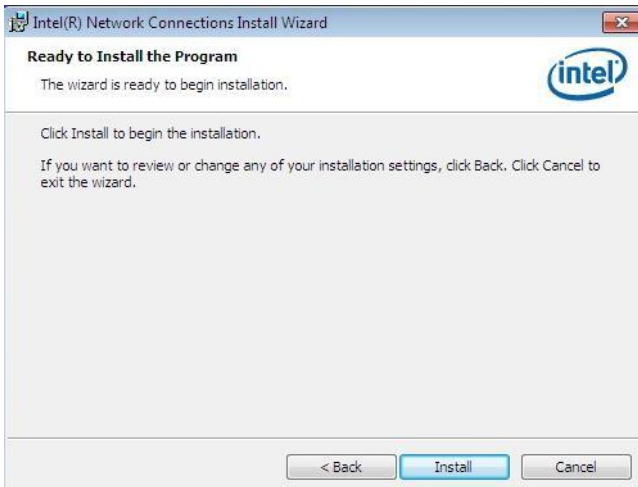 Intel(R) Network Connections Install Wizard
Ready to Install the Program
The wizard is ready to begin installation.
intel
Click Install to begin the installation.
If you want to review or change any of your installation settings, click Back. Click Cancel to
exit the wizard.
< Back
Install
Cancel